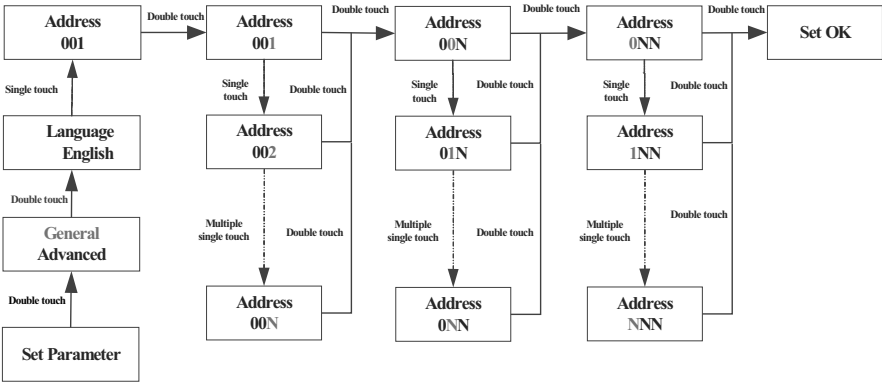 Address
001
Double touch
Address
001
Double touch
Address
00N
Double touch
Address
0NN
Double touch
Set OK
Single touch
Single
touch
Double touch
Single
touch
Double touch
Single
touch
Double touch
Language
English
Address
002
Address
01N
Address
1NN
Double touch
General
Advanced
Multiple
single touch
Double touch
Multiple
single touch
Double touch
Multiple
single touch
Double touch
Double touch
Set Parameter
Address
00N
Address
0NN
Address
NNN